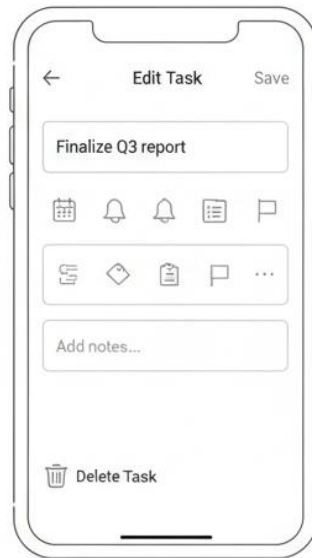 Edit Task
Save
Finalize Q3 report
Add notes...
Delete Task